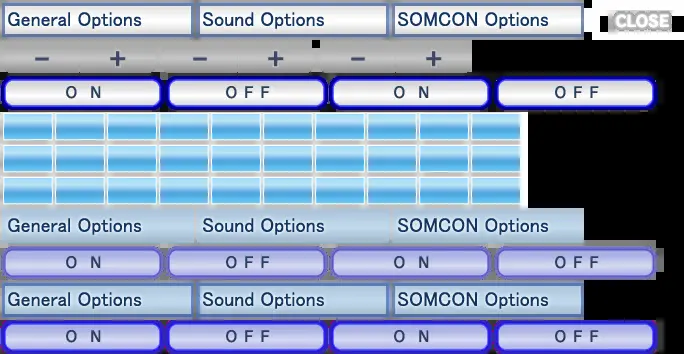 General Options Sound Options SOMCON Options CLOSE
− + − + − +
ON OFF ON OFF
General Options Sound Options SOMCON Options
ON OFF ON OFF
General Options Sound Options SOMCON Options
ON OFF ON OFF